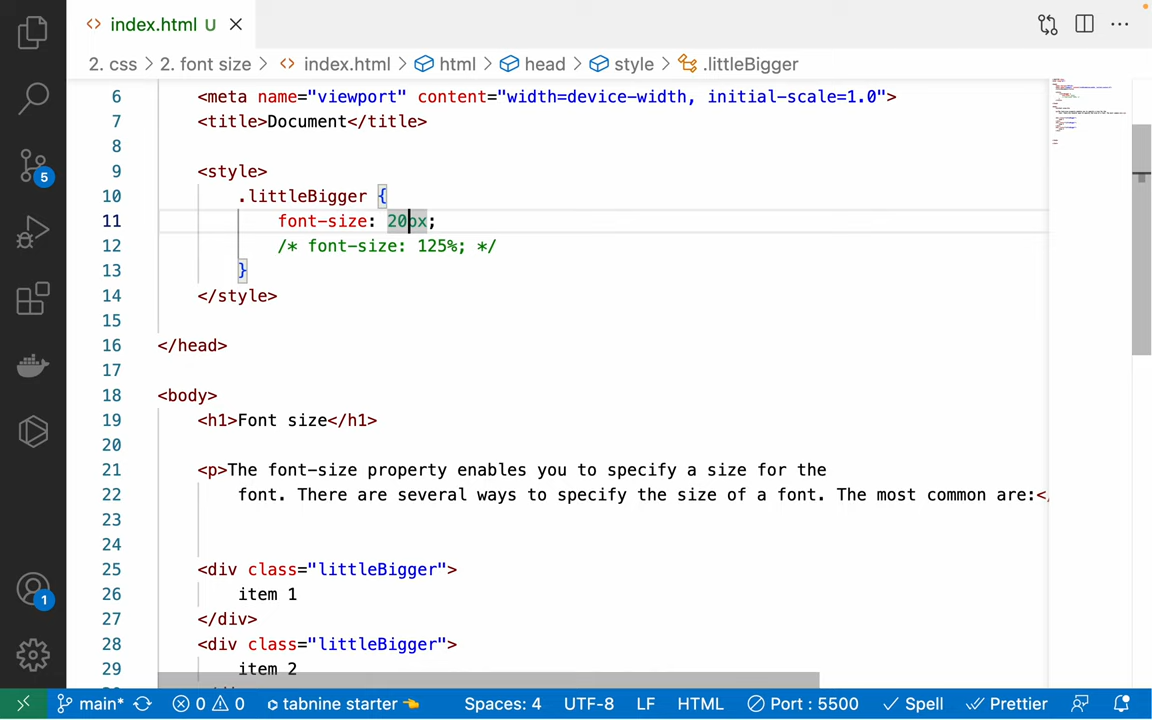 index.html U
2. css > 2. font size > index.html > html > head > style > .littleBigger
6 <meta name="viewport" content="width=device-width, initial-scale=1.0">
7 <title>Document</title>
8
9 <style>
10 .littleBigger {
11 font-size: 20px;
12 /* font-size: 125%; */
13 }
14 </style>
15
16 </head>
17
18 <body>
19 <h1>Font size</h1>
20
21 <p>The font-size property enables you to specify a size for the
22 font. There are several ways to specify the size of a font. The most common are:</
23
24
25 <div class="littleBigger">
26 item 1
27 </div>
28 <div class="littleBigger">
29 item 2
5
1
main* 0 0 tabnine starter Spaces: 4 UTF-8 LF HTML Port : 5500 Spell Prettier